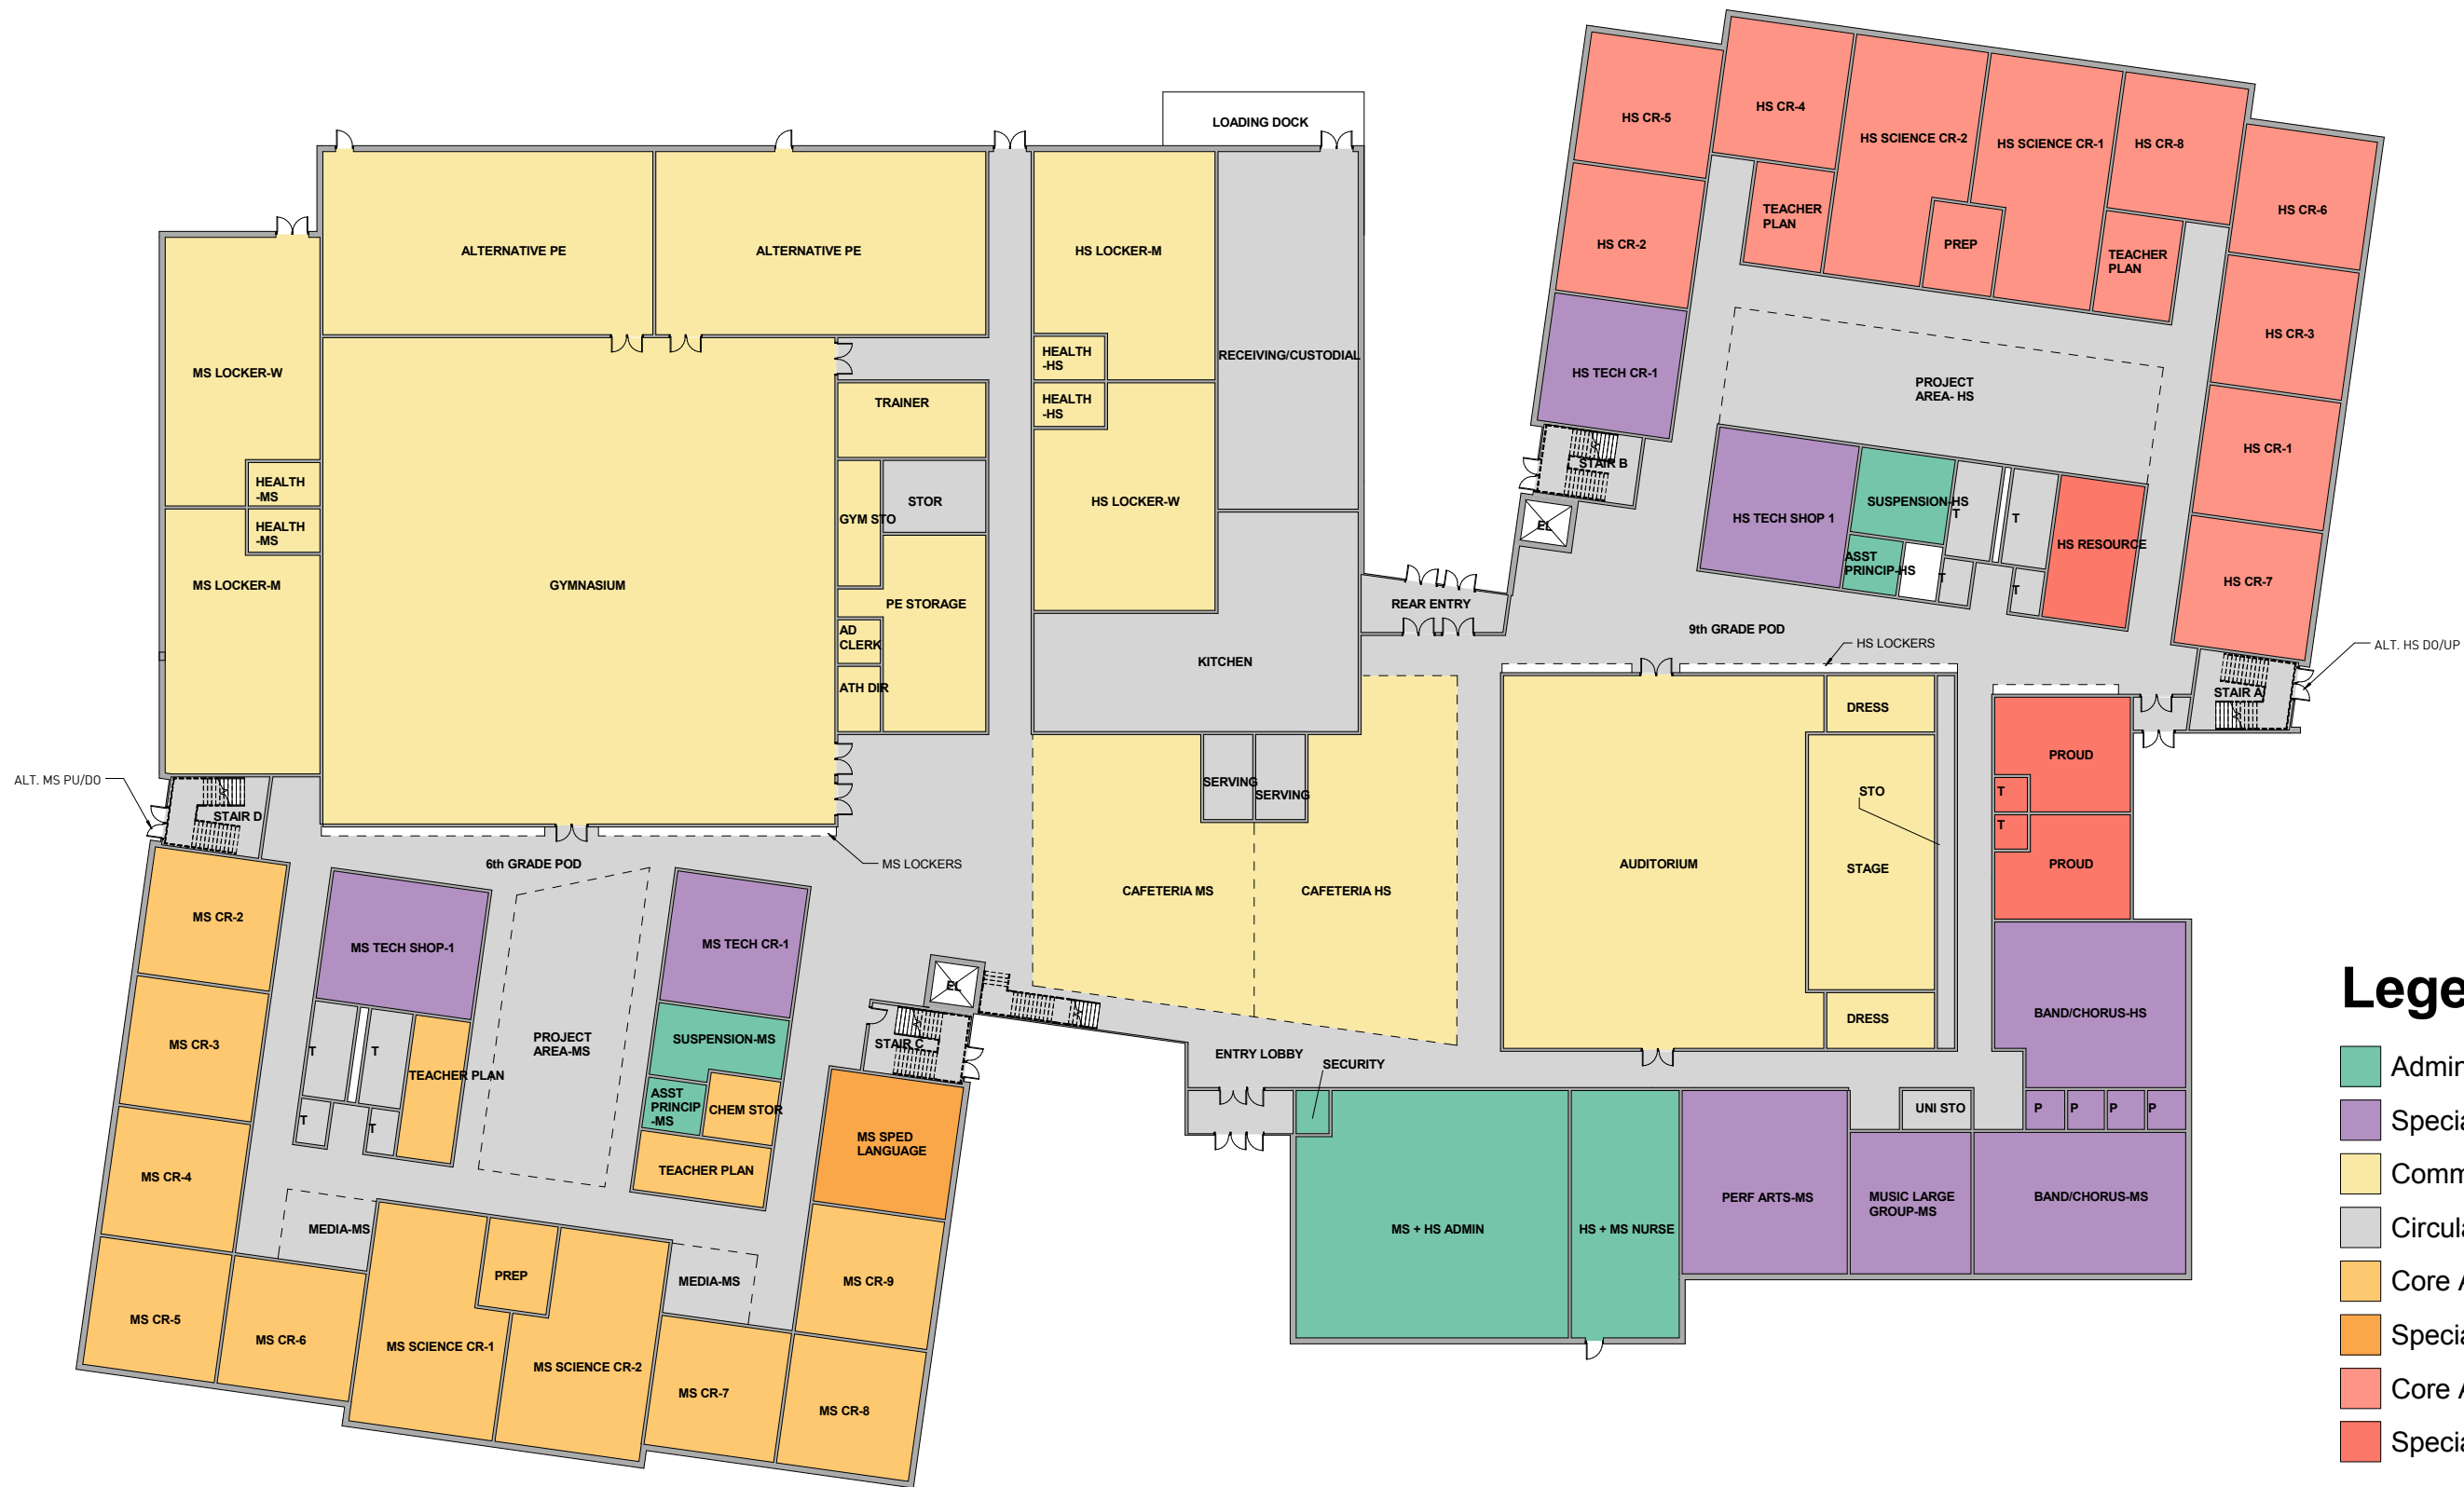 LOADING DOCK
HS CR-5
HS CR-4
HS SCIENCE CR-2
HS SCIENCE CR-1
HS CR-8
HS CR-6
TEACHER
PLAN
PREP
TEACHER
PLAN
HS CR-2
HS CR-3
HS TECH CR-1
PROJECT
AREA- HS
HS CR-1
STAIR B
EL
HS TECH SHOP 1
SUSPENSION-HS
T
T
HS RESOURCE
ASST
PRINCIP-HS
T
T
HS CR-7
9th GRADE POD
HS LOCKERS
ALT. HS DO/UP
STAIR A
ALTERNATIVE PE
ALTERNATIVE PE
HS LOCKER-M
RECEIVING/CUSTODIAL
MS LOCKER-W
HEALTH
-HS
HEALTH
-HS
TRAINER
HEALTH
-MS
HEALTH
-MS
GYM STO
STOR
HS LOCKER-W
MS LOCKER-M
GYMNASIUM
PE STORAGE
AD
CLERK
ATH DIR
KITCHEN
REAR ENTRY
ALT. MS PU/DO
STAIR D
6th GRADE POD
MS LOCKERS
SERVING
SERVING
CAFETERIA MS
CAFETERIA HS
AUDITORIUM
DRESS
STO
STAGE
DRESS
PROUD
T
T
PROUD
BAND/CHORUS-HS
P
P
P
P
UNI STO
MS CR-2
MS TECH SHOP-1
MS TECH CR-1
MS CR-3
T
T
TEACHER PLAN
PROJECT
AREA-MS
SUSPENSION-MS
EL
STAIR C
ENTRY LOBBY
SECURITY
ASST
PRINCIP
-MS
CHEM STOR
T
T
MS SPED
LANGUAGE
MS CR-4
TEACHER PLAN
MEDIA-MS
PREP
MEDIA-MS
MS CR-9
MS + HS ADMIN
HS + MS NURSE
PERF ARTS-MS
MUSIC LARGE
GROUP-MS
BAND/CHORUS-MS
MS CR-5
MS CR-6
MS SCIENCE CR-1
MS SCIENCE CR-2
MS CR-7
MS CR-8
Lege
Admin
Specia
Comm
Circula
Core A
Specia
Core A
Specia